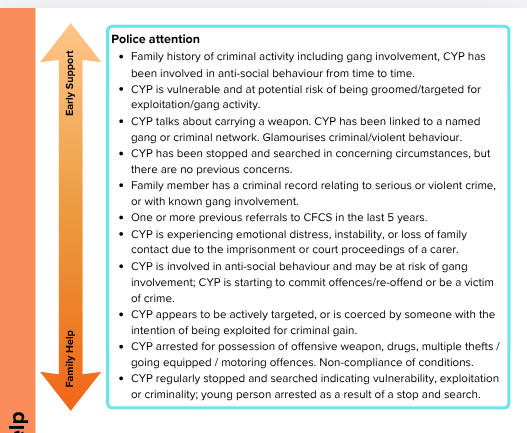 Police attention
• Family history of criminal activity including gang involvement, CYP has
been involved in anti-social behaviour from time to time.
• CYP is vulnerable and at potential risk of being groomed/targeted for
exploitation/gang activity.
• CYP talks about carrying a weapon. CYP has been linked to a named
gang or criminal network. Glamourises criminal/violent behaviour.
• CYP has been stopped and searched in concerning circumstances, but
there are no previous concerns.
• Family member has a criminal record relating to serious or violent crime,
or with known gang involvement.
• One or more previous referrals to CFCS in the last 5 years.
• CYP is experiencing emotional distress, instability, or loss of family
contact due to the imprisonment or court proceedings of a carer.
• CYP is involved in anti-social behaviour and may be at risk of gang
involvement; CYP is starting to commit offences/re-offend or be a victim
of crime.
• CYP appears to be actively targeted, or is coerced by someone with the
intention of being exploited for criminal gain.
• CYP arrested for possession of offensive weapon, drugs, multiple thefts /
going equipped / motoring offences. Non-compliance of conditions.
• CYP regularly stopped and searched indicating vulnerability, exploitation
or criminality; young person arrested as a result of a stop and search.
Early Support
Family Help